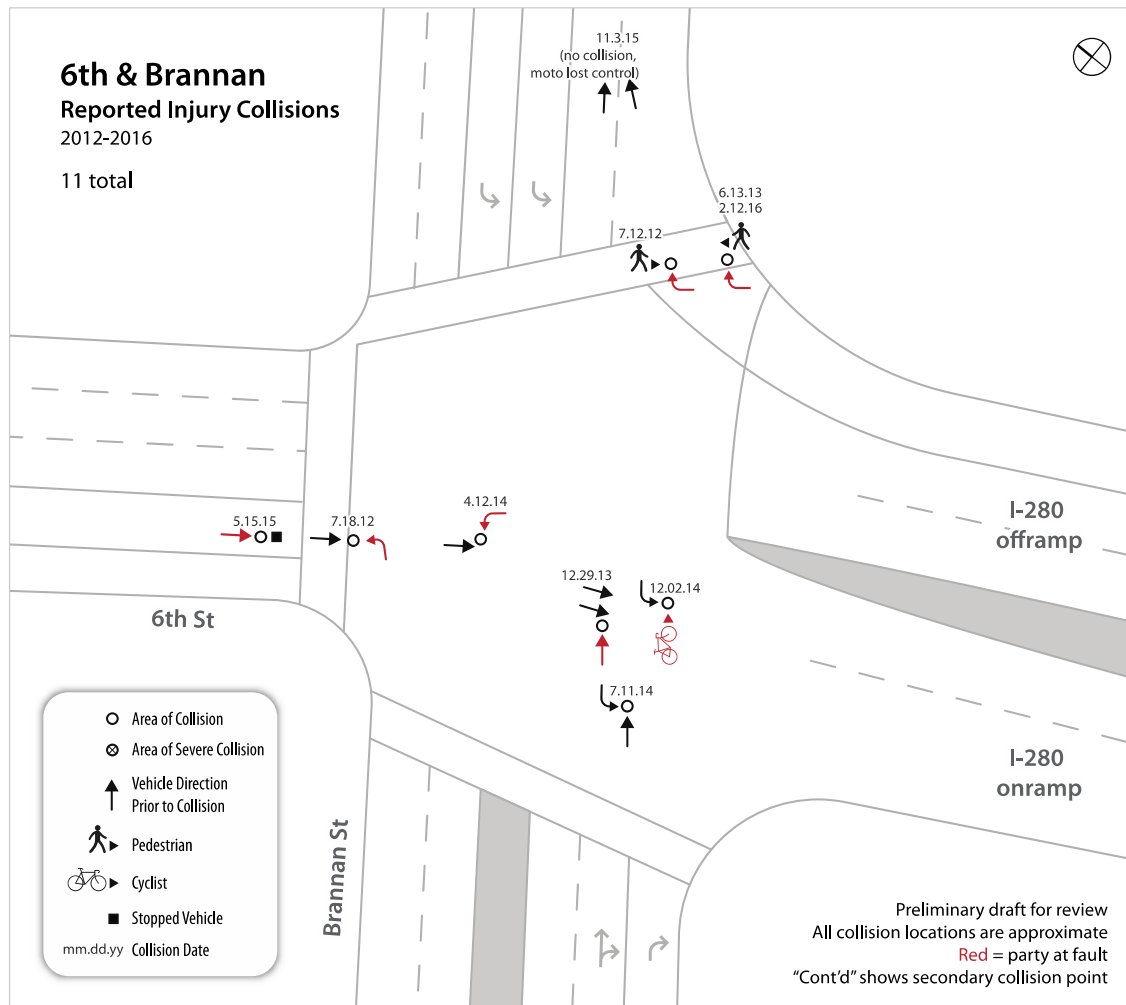 6th & Brannan
Reported Injury Collisions
2012-2016
11 total
11.3.15
(no collision,
moto lost control)
6.13.13
2.12.16
7.12.12
4.12.14
5.15.15
7.18.12
I-280
offramp
12.29.13
12.02.14
6th St
7.11.14
I-280
onramp
Brannan St
Area of Collision
Area of Severe Collision
Vehicle Direction
Prior to Collision
Pedestrian
Cyclist
Stopped Vehicle
mm.dd.yy Collision Date
Preliminary draft for review
All collision locations are approximate
Red = party at fault
“Cont’d” shows secondary collision point